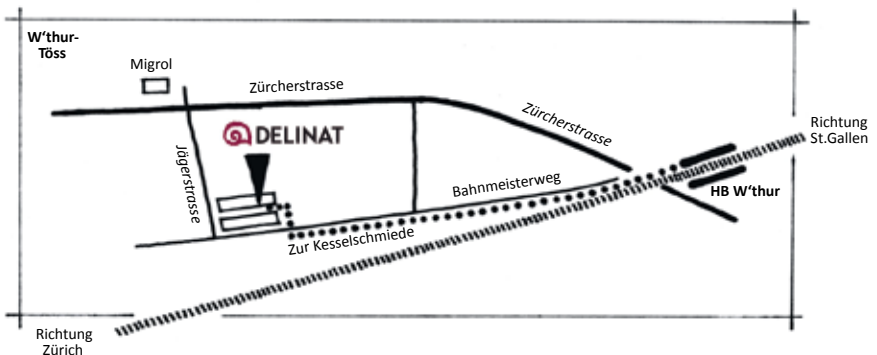 W‘thur-
Töss
Migrol
Zürcherstrasse
Zürcherstrasse
Richtung
St.Gallen
DELINAT
Jägerstrasse
Bahnmeisterweg
HB W‘thur
Zur Kesselschmiede
Richtung
Zürich